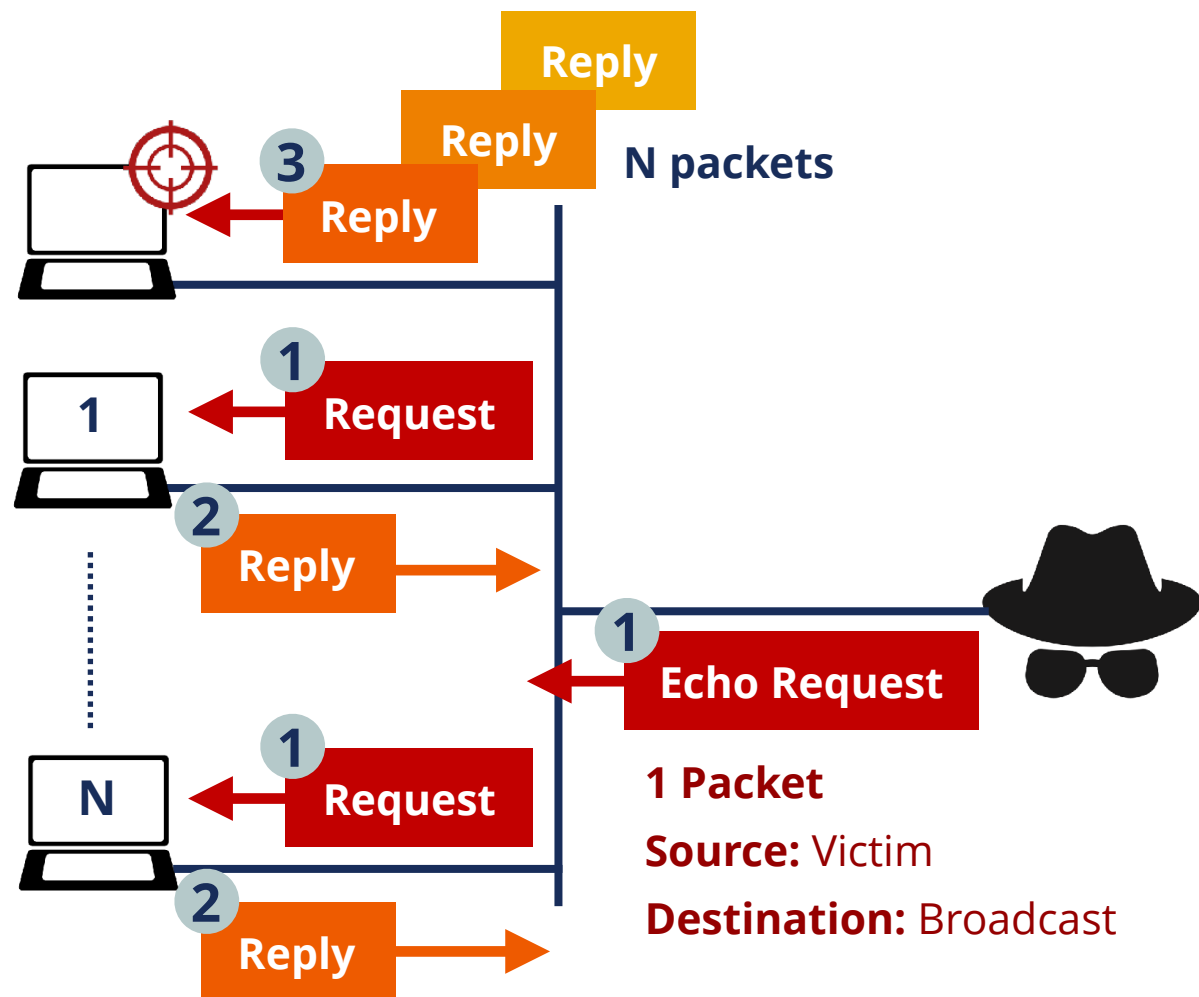 Reply
Reply
N packets
3
Reply
1
Request
1
2
Reply
1
Echo Request
1
Request
N
1 Packet
Source: Victim
2
Destination: Broadcast
Reply